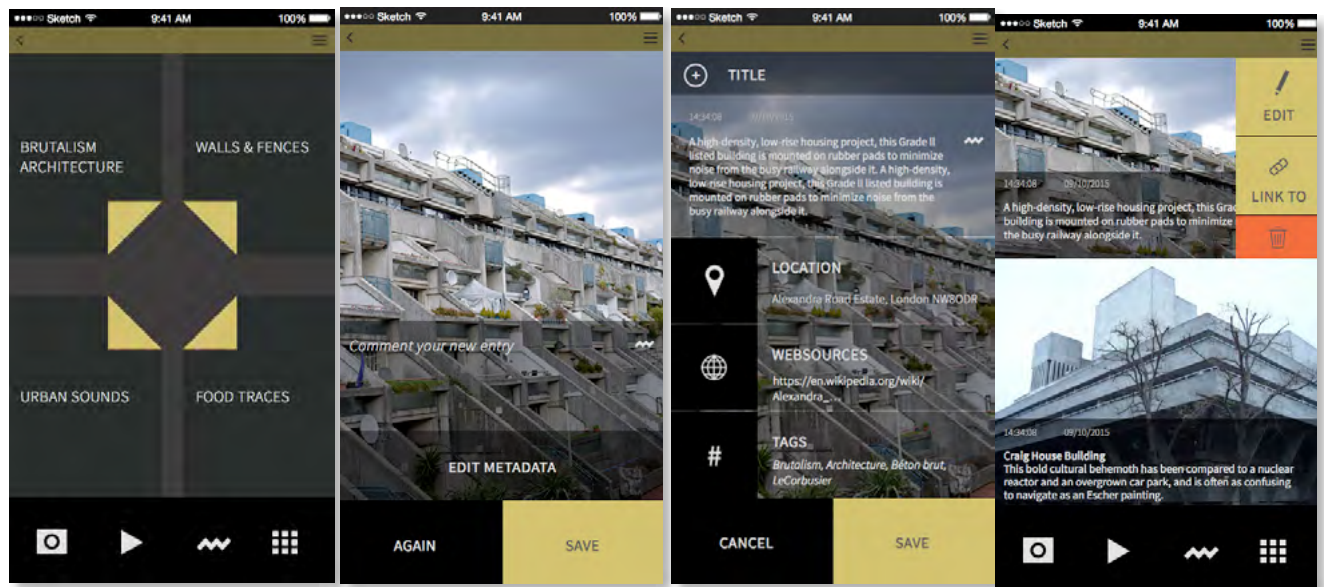 Sketch 9:41 AM 100%
BRUTALISM
ARCHITECTURE
WALLS & FENCES
URBAN SOUNDS
FOOD TRACES
Sketch 9:41 AM 100%
Comment your new entry
EDIT METADATA
AGAIN
SAVE
Sketch 9:41 AM 100%
TITLE
14:34:08 09/10/2015
A high-density, low-rise housing project, this Grade II
listed building is mounted on rubber pads to minimize
noise from the busy railway alongside it. A high-density,
low-rise housing project, this Grade II listed building is
mounted on rubber pads to minimize noise from the
busy railway alongside it.
LOCATION
Alexandra Road Estate, London NW80DR
WEBSOURCES
https://en.wikipedia.org/wiki/
Alexandra_...
#
TAGS
Brutalism, Architecture, Béton brut,
LeCorbusier
CANCEL
SAVE
Sketch 9:41 AM 100%
EDIT
LINK TO
14:34:08 09/10/2015
A high-density, low-rise housing project, this Grad
building is mounted on rubber pads to minimize
the busy railway alongside it.
14:34:08 09/10/2015
Craig House Building
This bold cultural behemoth has been compared to a nuclear
reactor and an overgrown car park, and is often as confusing
to navigate as an Escher painting.